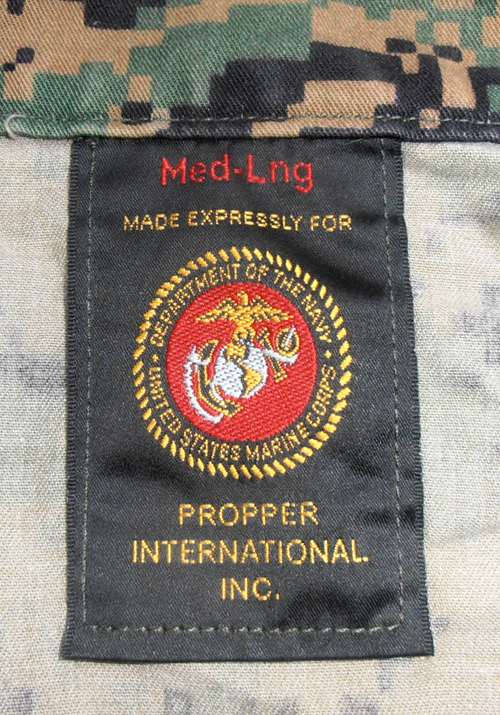 Med-Lng
MADE EXPRESSLY FOR
DEPARTMENT OF THE NAVY
UNITED STATES MARINE CORPS
PROPPER
INTERNATIONAL
INC.